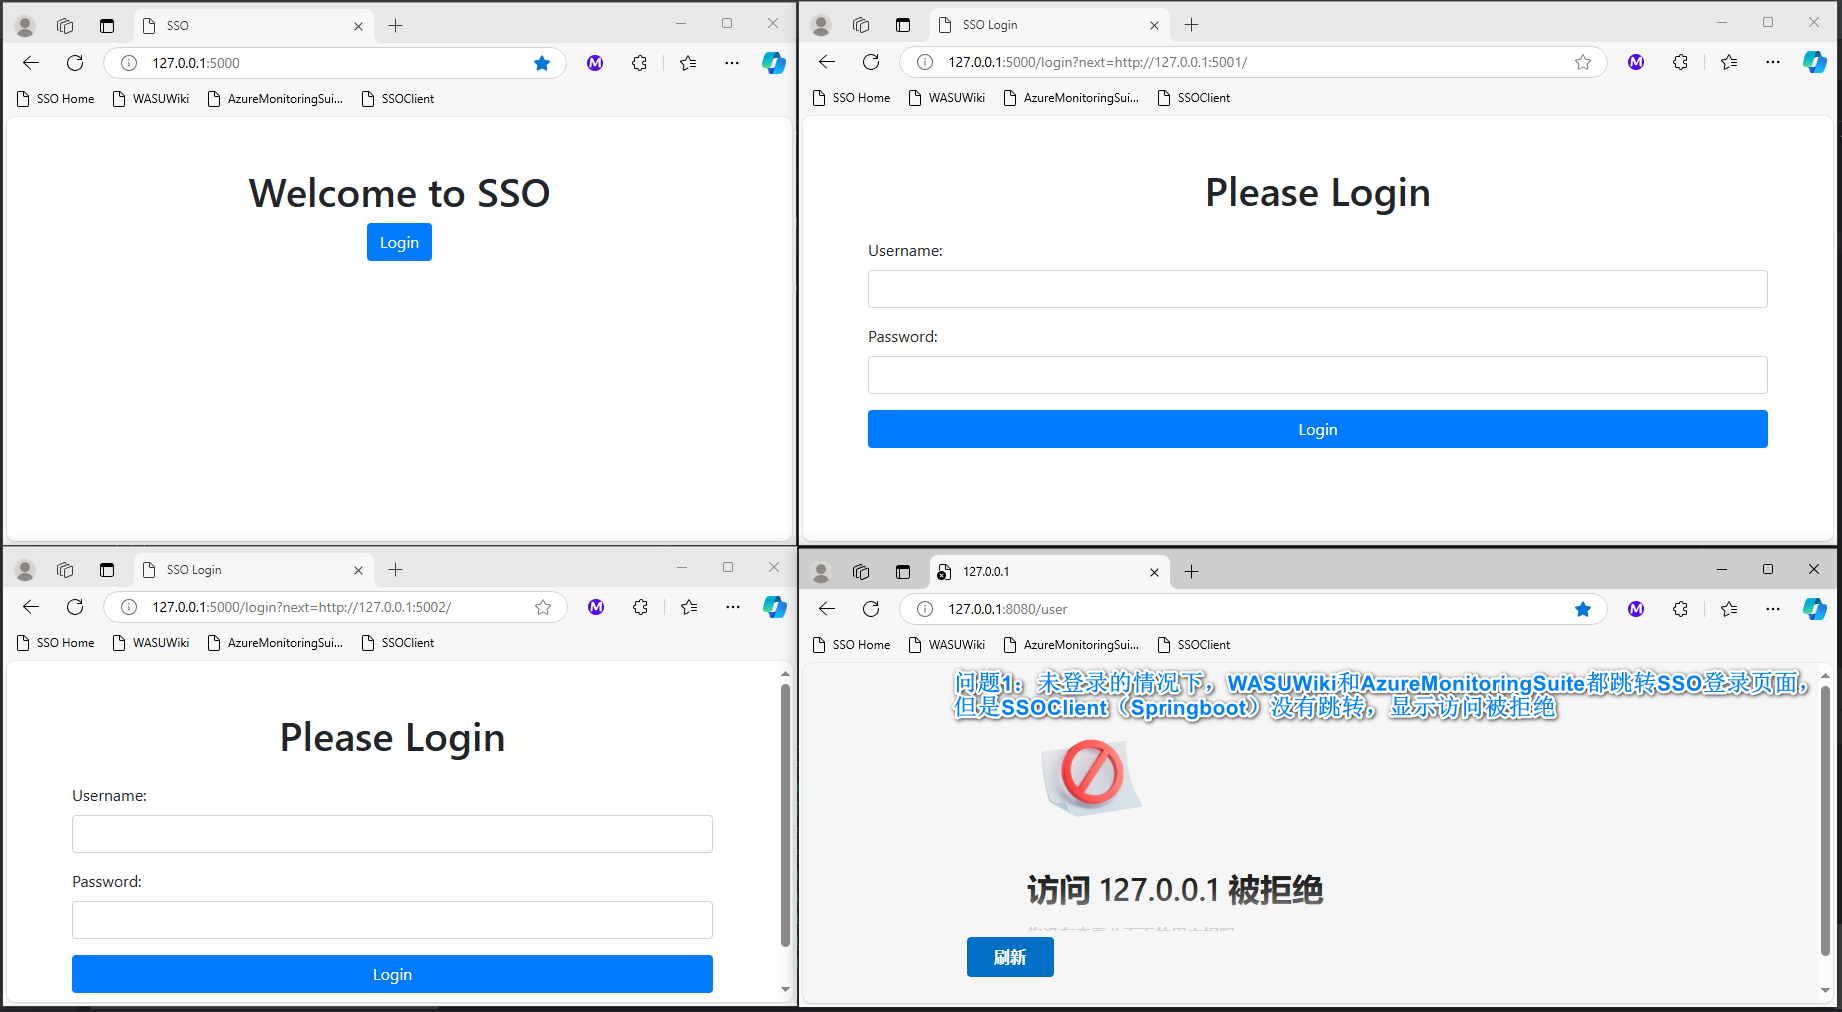 SSO
127.0.0.1:5000
SSO Home
WASUWiki
AzureMonitoringSui...
SSOClient
Welcome to SSO
Login
SSO Login
127.0.0.1:5000/login?next=http://127.0.0.1:5001/
SSO Home
WASUWiki
AzureMonitoringSui...
SSOClient
Please Login
Username:
Password:
Login
SSO Login
127.0.0.1:5000/login?next=http://127.0.0.1:5002/
SSO Home
WASUWiki
AzureMonitoringSui...
SSOClient
Please Login
Username:
Password:
Login
127.0.0.1
127.0.0.1:8080/user
SSO Home
WASUWiki
AzureMonitoringSui...
SSOClient
问题1：未登录的情况下，WASUWiki和AzureMonitoringSuite都跳转SSO登录页面，
但是SSOClient（Springboot）没有跳转，显示访问被拒绝
访问 127.0.0.1 被拒绝
刷新